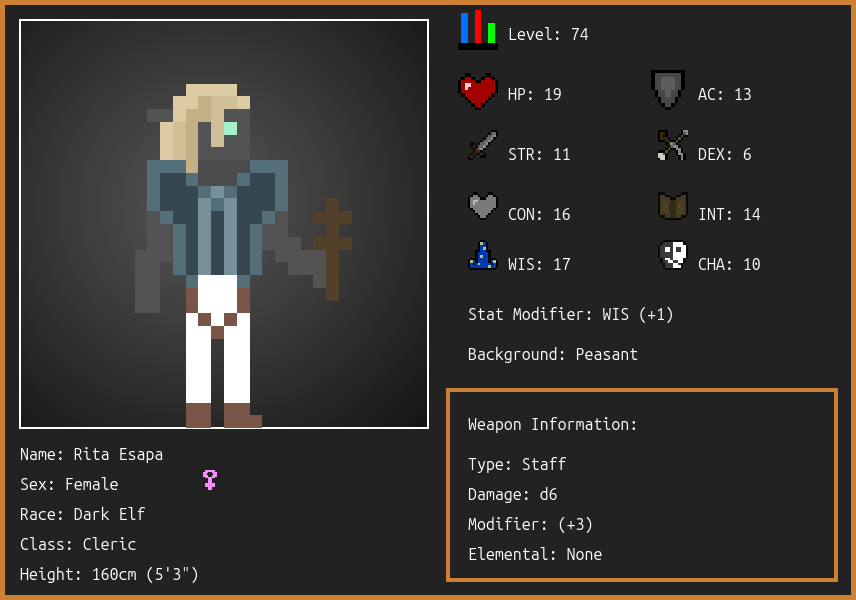 Level: 74
HP: 19
AC: 13
STR: 11
DEX: 6
CON: 16
INT: 14
WIS: 17
CHA: 10
Stat Modifier: WIS (+1)
Background: Peasant
Weapon Information:
Type: Staff
Damage: d6
Modifier: (+3)
Elemental: None
Name: Rita Esapa
Sex: Female
Race: Dark Elf
Class: Cleric
Height: 160cm (5'3")